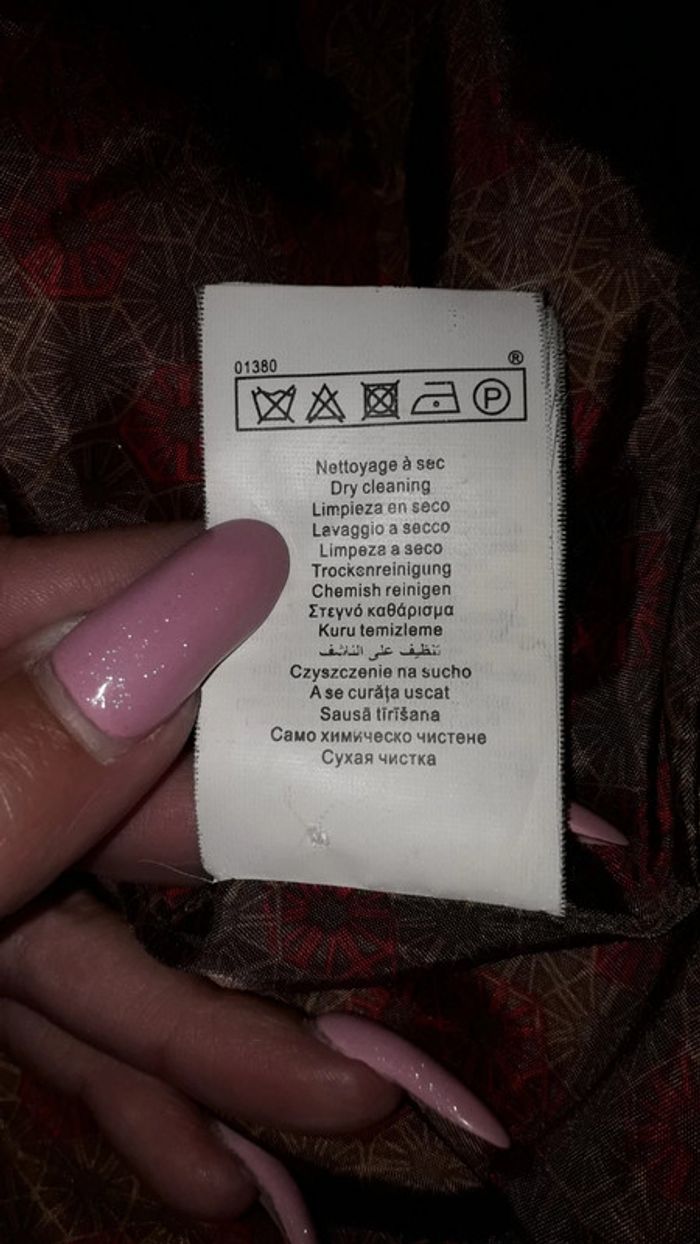 01380 ®
P
Nettoyage à sec
Dry cleaning
Limpieza en seco
Lavaggio a secco
Limpeza a seco
Trockenreinigung
Chemish reinigen
Στεγνό καθάρισμα
Kuru temizleme
تنظيف على الناشف
Czyszczenie na sucho
A se curăţa uscat
Sausā tīrīšana
Само химическо чистене
Сухая чистка